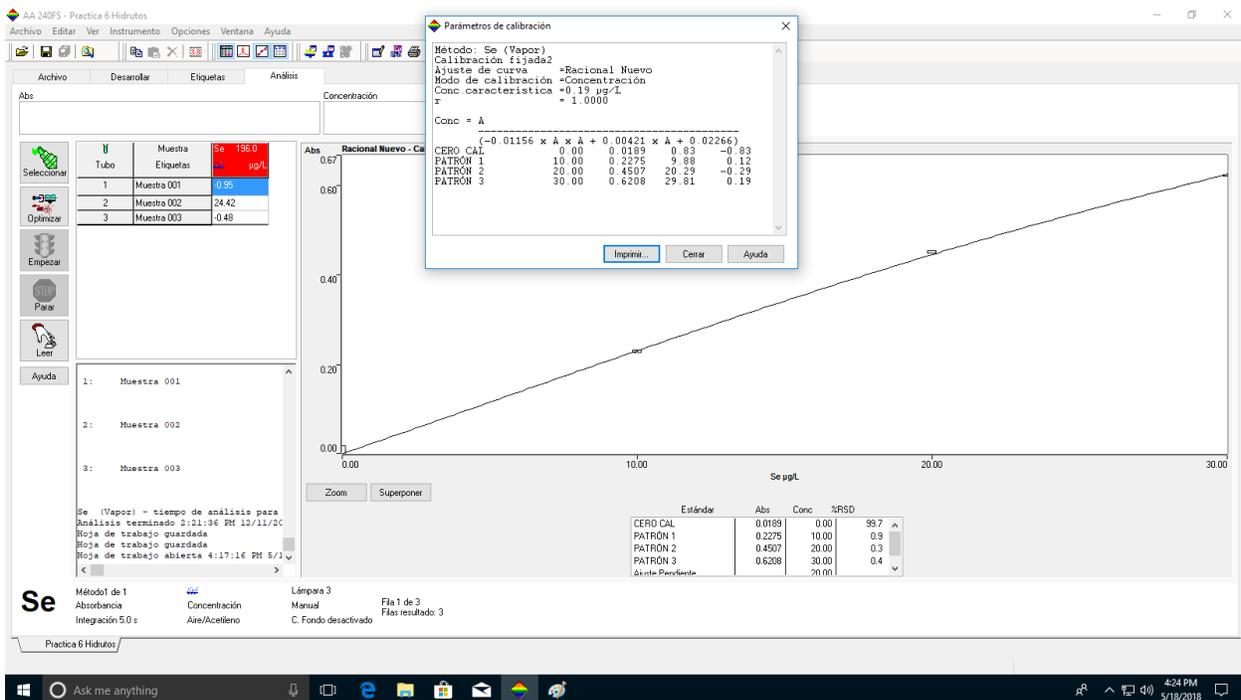 AA 240FS - Practica 6 Hidrutos
Archivo Editar Ver Instrumento Opciones Ventana Ayuda
Archivo Desarrollar Etiquetas Análisis
Abs
Concentración
Parámetros de calibración
Método: Se (Vapor)
Calibración fijada2
Ajuste de curva =Racional Nuevo
Modo de calibración =Concentración
Conc.característica =0.19 µg/L
r = 1.0000
Conc = A
(-0.01156 x A x A + 0.00421 x A + 0.02266)
CERO CAL 0.00 0.0189 0.83 -0.83
PATRÓN 1 10.00 0.2275 9.88 0.12
PATRÓN 2 20.00 0.4507 20.29 -0.29
PATRÓN 3 30.00 0.6208 29.81 0.19
Imprimir... Cerrar Ayuda
Seleccionar
Optimizar
Empezar
STOP
Parar
Leer
Ayuda
Tubo Muestra Etiquetas Se 196.0 µg/L
1 Muestra 001 -0.95
2 Muestra 002 24.42
3 Muestra 003 -0.48
1: Muestra 001
2: Muestra 002
3: Muestra 003
Se (Vapor) - tiempo de análisis para
Análisis terminado 2:21:36 PM 12/11/20
Hoja de trabajo guardada
Hoja de trabajo guardada
Hoja de trabajo abierta 4:17:16 PM 5/1
Abs Racional Nuevo - Ca
0.67
0.60
0.40
0.20
0.00
0.00 10.00 20.00 30.00
Se µg/L
Zoom Superponer
Estándar Abs Conc %RSD
CERO CAL 0.0189 0.00 99.7
PATRÓN 1 0.2275 10.00 0.9
PATRÓN 2 0.4507 20.00 0.3
PATRÓN 3 0.6208 30.00 0.4
Ajuste Pendiente 20.00
Se
Método1 de 1 Lámpara 3
Absorbancia Concentración Manual Fila 1 de 3
Integración 5.0 s Aire/Acetileno C. Fondo desactivado Filas resultado: 3
Practica 6 Hidrutos
Ask me anything
4:24 PM
5/18/2018